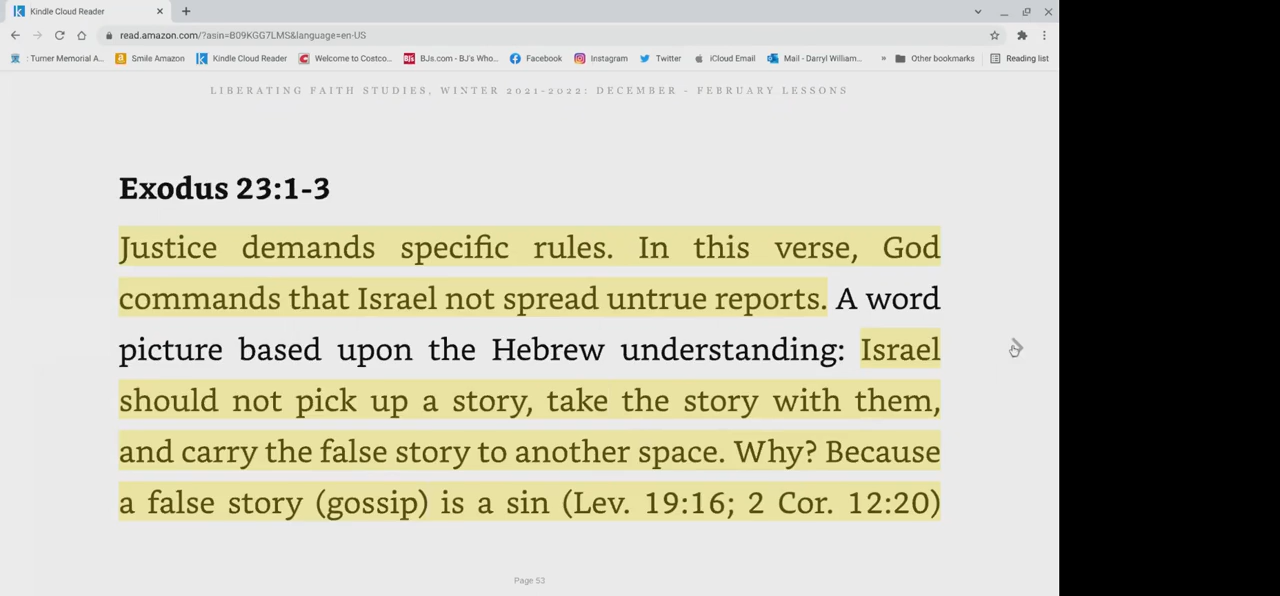 Kindle Cloud Reader
read.amazon.com/?asin=B09KGG7LMS&language=en-US
: Turner Memorial A... Smile Amazon Kindle Cloud Reader Welcome to Costco... BJs.com - BJ's Who... Facebook Instagram Twitter iCloud Email Mail - Darryl William... » Other bookmarks Reading list
LIBERATING FAITH STUDIES, WINTER 2021-2022: DECEMBER - FEBRUARY LESSONS
Exodus 23:1-3
Justice demands specific rules. In this verse, God
commands that Israel not spread untrue reports. A word
picture based upon the Hebrew understanding: Israel
should not pick up a story, take the story with them,
and carry the false story to another space. Why? Because
a false story (gossip) is a sin (Lev. 19:16; 2 Cor. 12:20)
Page 53